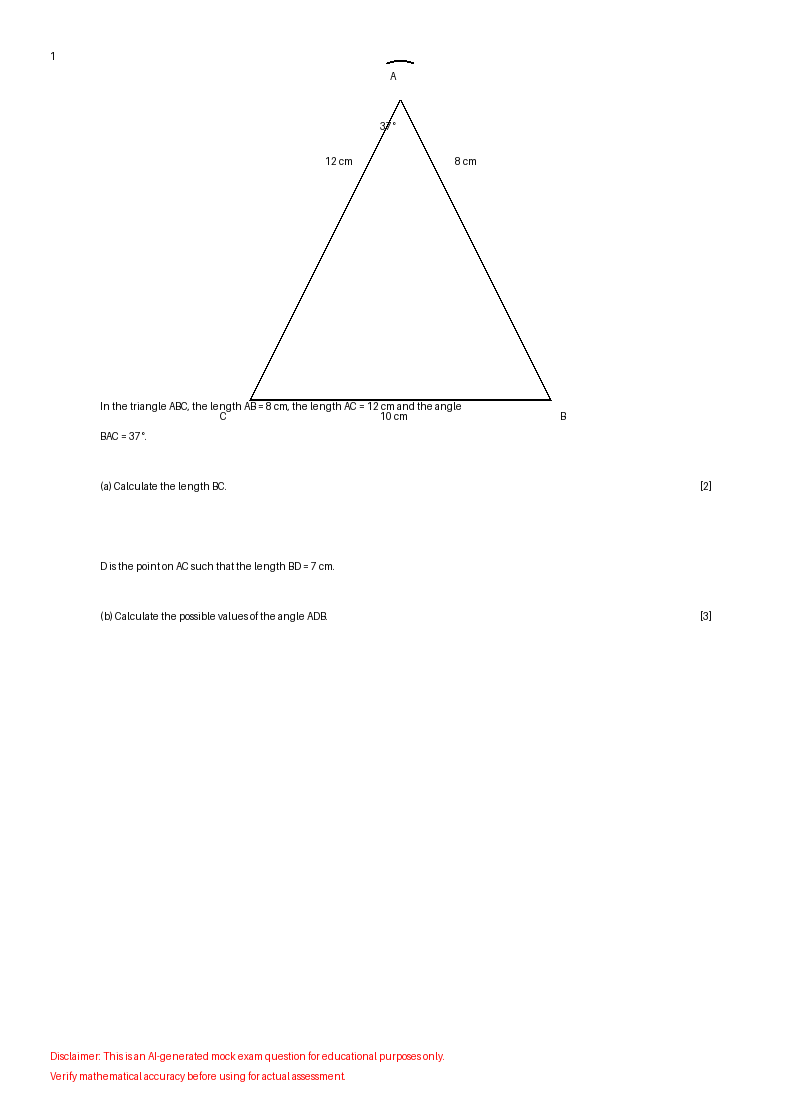 1
A
37°
12 cm
8 cm
In the triangle ABC, the length AB = 8 cm, the length AC = 12 cm and the angle
C
10 cm
B
BAC = 37°.
(a) Calculate the length BC. [2]
D is the point on AC such that the length BD = 7 cm.
(b) Calculate the possible values of the angle ADB. [3]
Disclaimer: This is an AI-generated mock exam question for educational purposes only.
Verify mathematical accuracy before using for actual assessment.